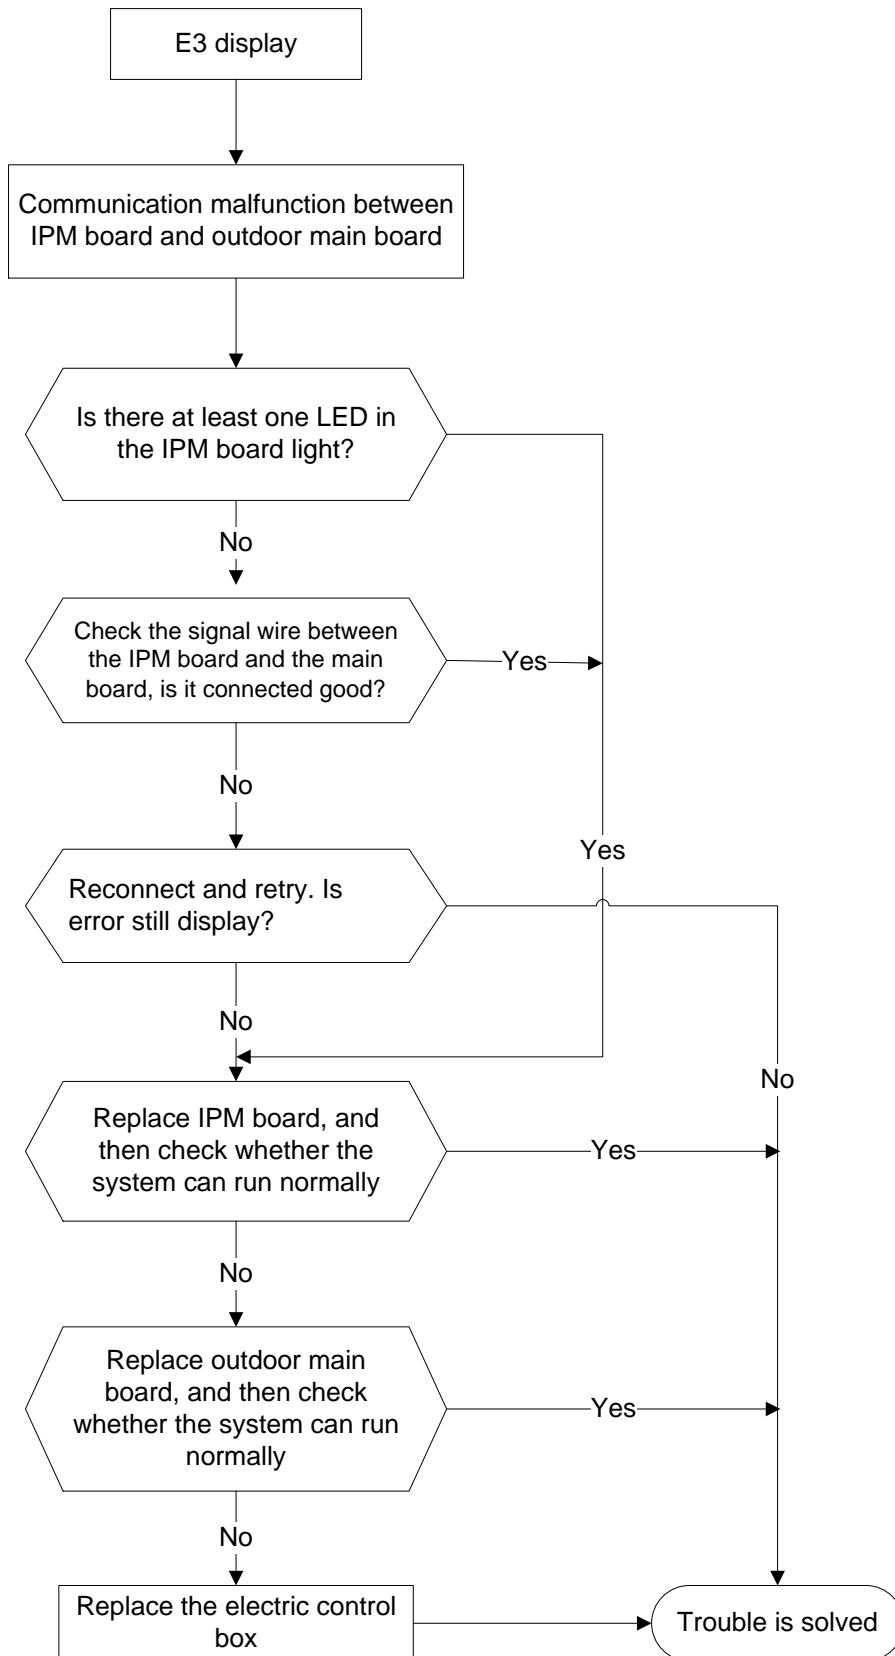 E3 display
Communication malfunction between
IPM board and outdoor main board
Is there at least one LED in
the IPM board light?
No
Check the signal wire between
the IPM board and the main
board, is it connected good?
Yes
No
Yes
Reconnect and retry. Is
error still display?
No
No
Replace IPM board, and
then check whether the
system can run normally
Yes
No
Replace outdoor main
board, and then check
whether the system can run
normally
Yes
No
Replace the electric control
box
Trouble is solved